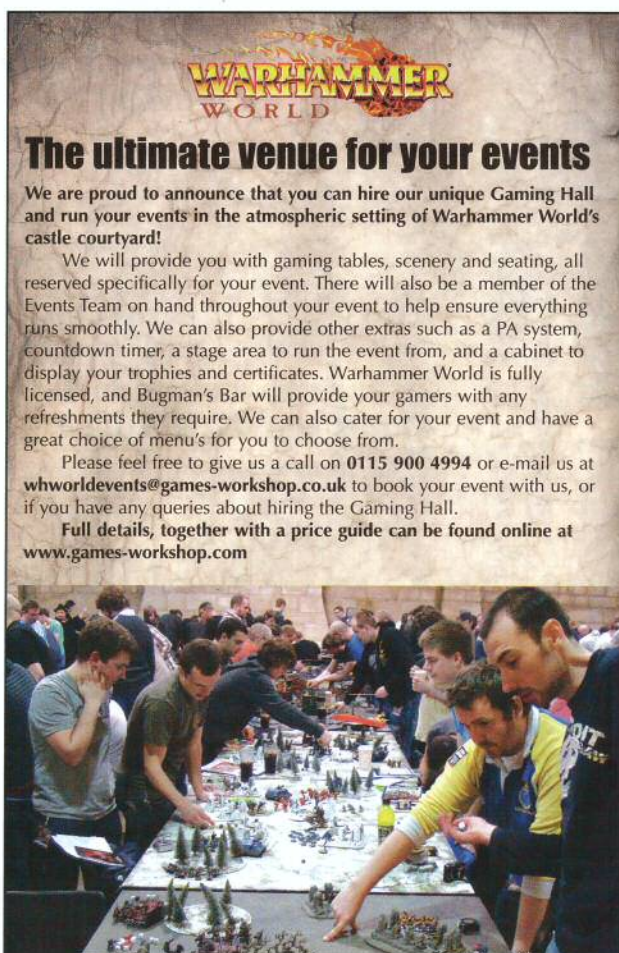 WARHAMMER
WORLD
The ultimate venue for your events
We are proud to announce that you can hire our unique Gaming Hall
and run your events in the atmospheric setting of Warhammer World's
castle courtyard!
We will provide you with gaming tables, scenery and seating, all
reserved specifically for your event. There will also be a member of the
Events Team on hand throughout your event to help ensure everything
runs smoothly. We can also provide other extras such as a PA system,
countdown timer, a stage area to run the event from, and a cabinet to
display your trophies and certificates. Warhammer World is fully
licensed, and Bugman's Bar will provide your gamers with any
refreshments they require. We can also cater for your event and have a
great choice of menu's for you to choose from.
Please feel free to give us a call on 0115 900 4994 or e-mail us at
whworldevents@games-workshop.co.uk to book your event with us, or
if you have any queries about hiring the Gaming Hall.
Full details, together with a price guide can be found online at
www.games-workshop.com